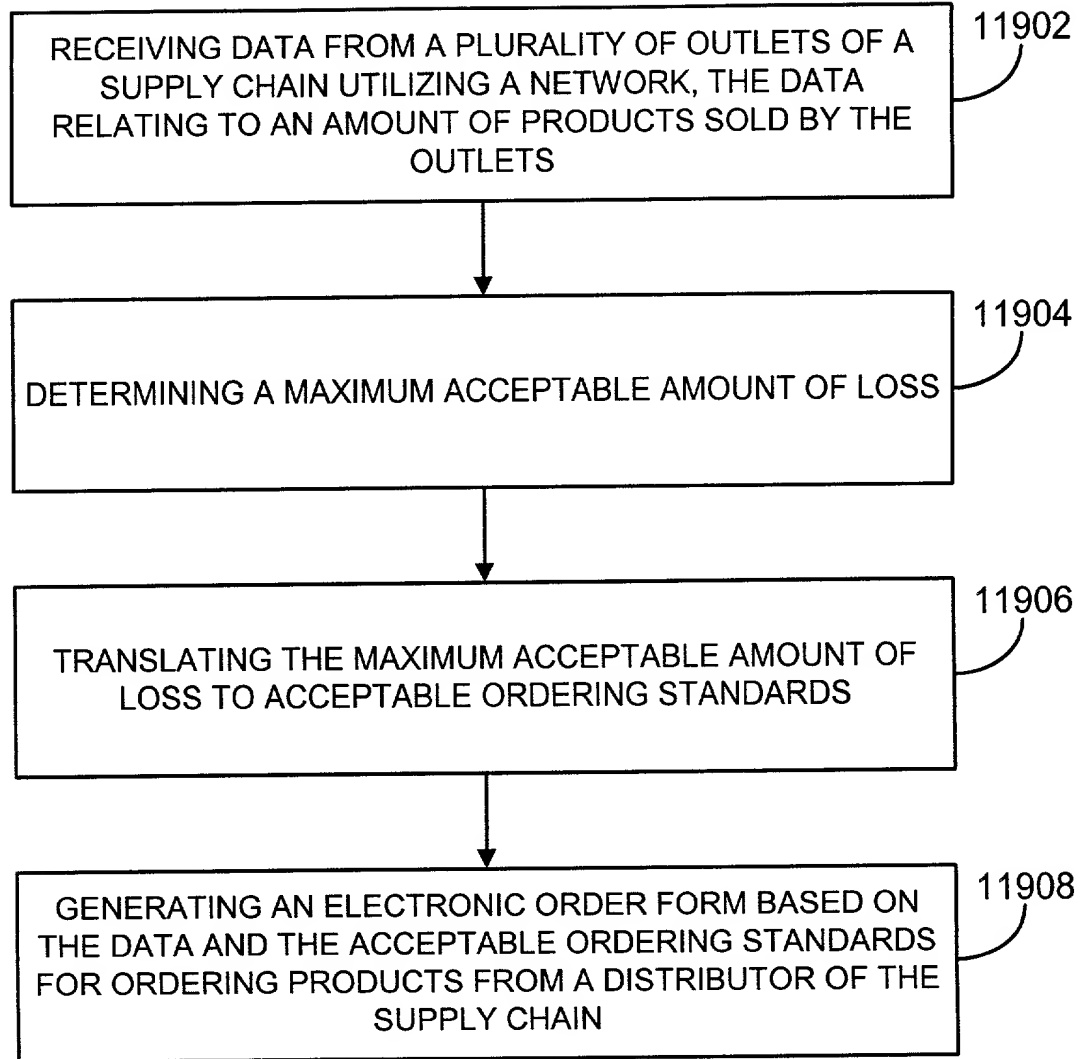 RECEIVING DATA FROM A PLURALITY OF OUTLETS OF A
SUPPLY CHAIN UTILIZING A NETWORK, THE DATA
RELATING TO AN AMOUNT OF PRODUCTS SOLD BY THE
OUTLETS
11902
DETERMINING A MAXIMUM ACCEPTABLE AMOUNT OF LOSS
11904
TRANSLATING THE MAXIMUM ACCEPTABLE AMOUNT OF
LOSS TO ACCEPTABLE ORDERING STANDARDS
11906
GENERATING AN ELECTRONIC ORDER FORM BASED ON
THE DATA AND THE ACCEPTABLE ORDERING STANDARDS
FOR ORDERING PRODUCTS FROM A DISTRIBUTOR OF THE
SUPPLY CHAIN
11908